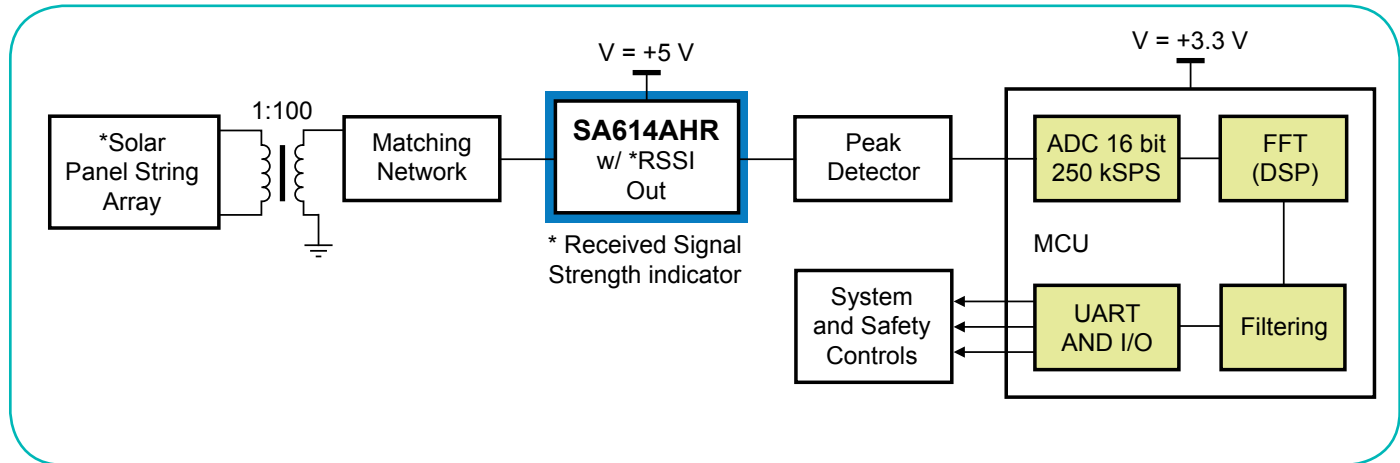 V = +5 V
V = +3.3 V
1:100
*Solar
Panel String
Array
Matching
Network
SA614AHR
w/ *RSSI
Out
* Received Signal
Strength indicator
Peak
Detector
ADC 16 bit
250 kSPS
FFT
(DSP)
MCU
System
and Safety
Controls
UART
AND I/O
Filtering